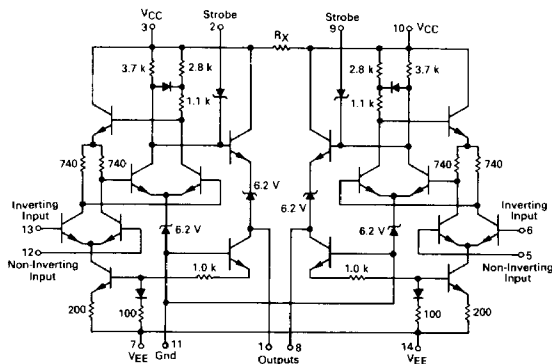 VCC Strobe Strobe VCC
3 2 RX 9 10
3.7 k 2.8 k 2.8 k 3.7 k
1.1 k 1.1 k
740 740 740 740
6.2 V 6.2 V
Inverting Input 6.2 V 6.2 V Inverting Input
13 6
12 5
Non-Inverting Input 1.0 k 1.0 k Non-Inverting Input
200 100 100 200
7 11 1 8 14
VEE Gnd Outputs VEE